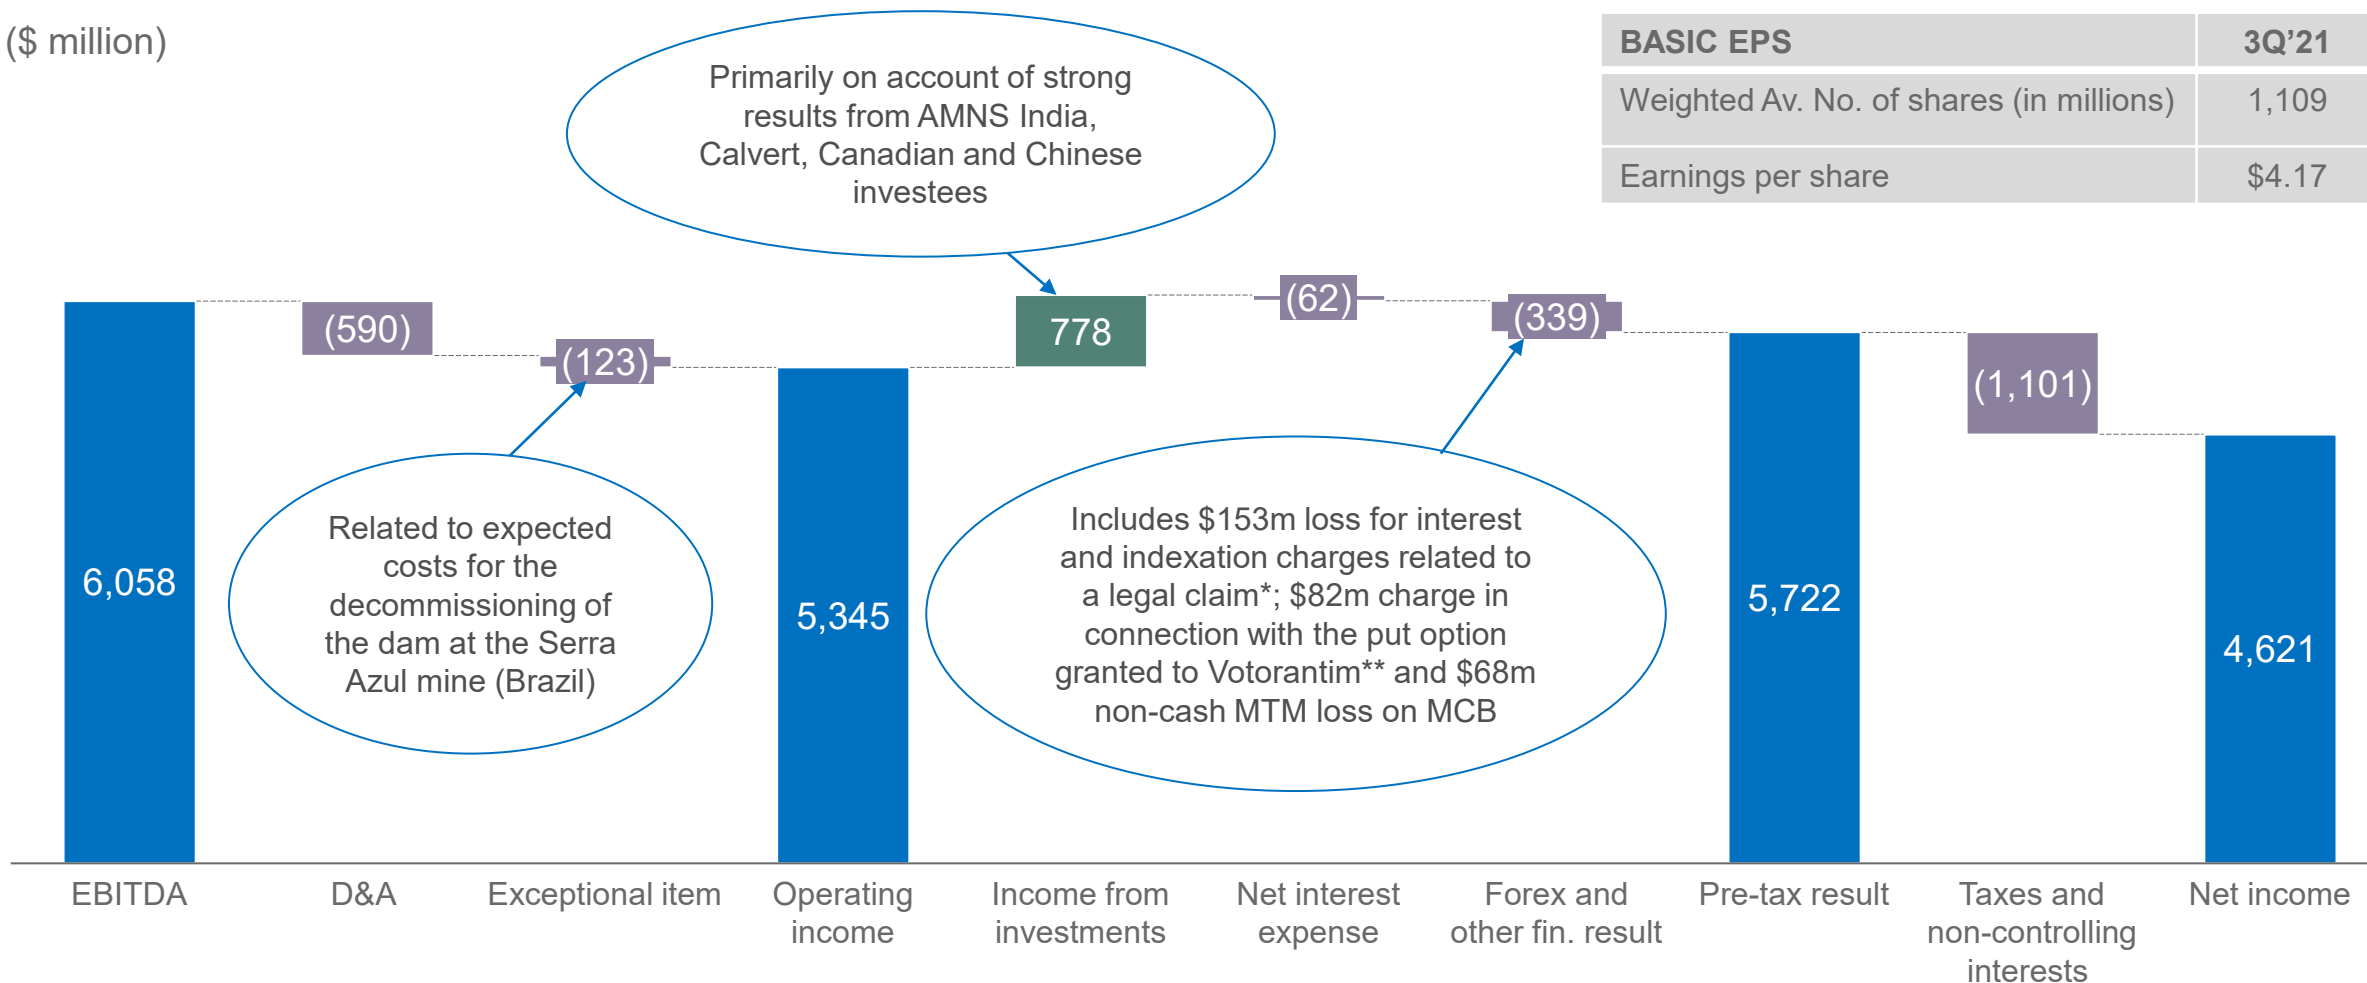 ($ million)
BASIC EPS 3Q’21
Weighted Av. No. of shares (in millions) 1,109
Earnings per share $4.17
Primarily on account of strong
results from AMNS India,
Calvert, Canadian and Chinese
investees
6,058
(590)
(123)
5,345
778
(62)
(339)
5,722
(1,101)
4,621
Related to expected
costs for the
decommissioning of
the dam at the Serra
Azul mine (Brazil)
Includes $153m loss for interest
and indexation charges related to
a legal claim*; $82m charge in
connection with the put option
granted to Votorantim** and $68m
non-cash MTM loss on MCB
EBITDA
D&A
Exceptional item
Operating
income
Income from
investments
Net interest
expense
Forex and
other fin. result
Pre-tax result
Taxes and
non-controlling
interests
Net income